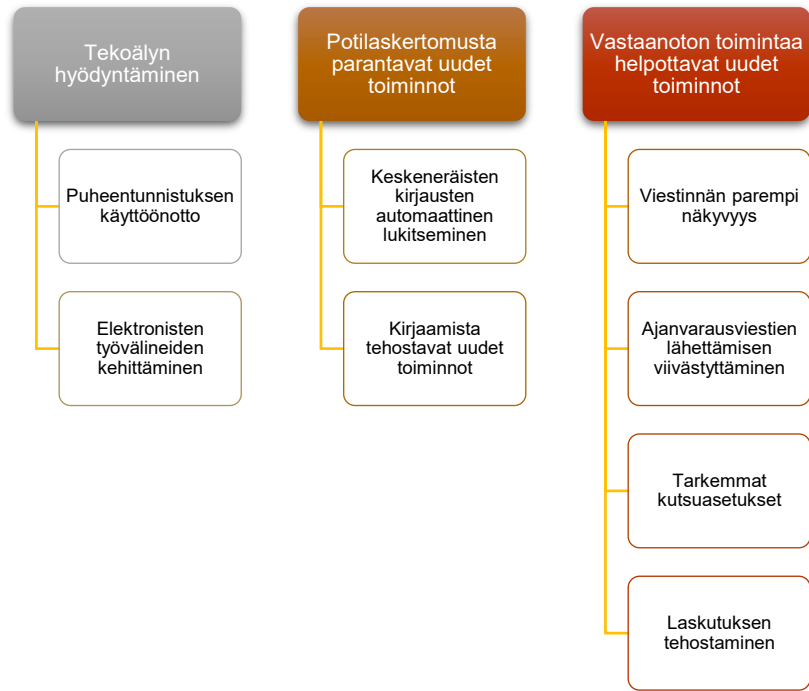 Tekoälyn
hyödyntäminen
Puheentunnistuksen
käyttöönotto
Elektronisten
työvälineiden
kehittäminen
Potilaskertomusta
parantavat uudet
toiminnot
Keskeneräisten
kirjausten
automaattinen
lukitseminen
Kirjaamista
tehostavat uudet
toiminnot
Vastaanoton toimintaa
helpottavat uudet
toiminnot
Viestinnän parempi
näkyvyys
Ajanvarausviestien
lähettämisen
viivästyttäminen
Tarkemmat
kutsuasetukset
Laskutuksen
tehostaminen